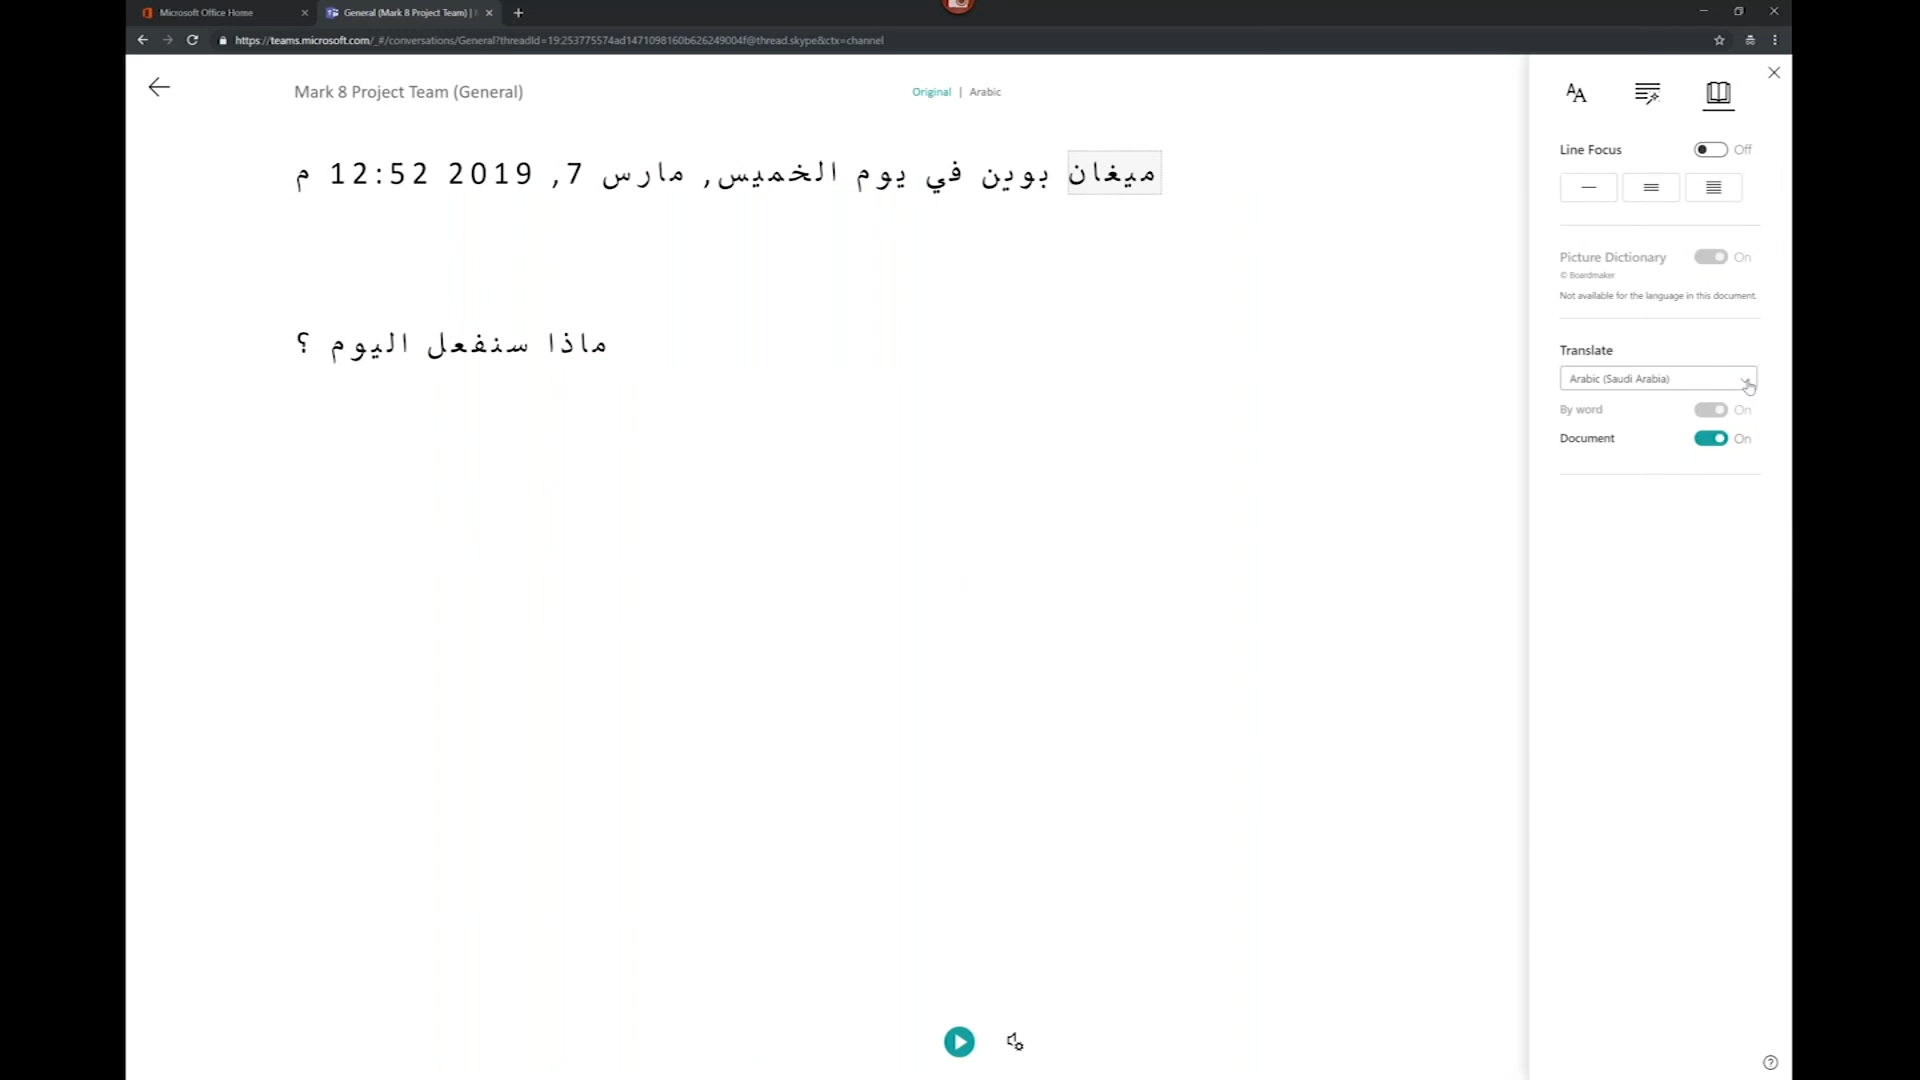 Microsoft Office Home
General (Mark 8 Project Team) |
https://teams.microsoft.com/_#/conversations/General?threadId=19:253775574ad1471098160b626249004f@thread.skype&ctx=channel
Mark 8 Project Team (General)
Original | Arabic
ميغان بوين في يوم الخميس, مارس 7, 2019 12:52 م
ماذا سنفعل اليوم ؟
Line Focus Off
Picture Dictionary On
© Boardmaker
Not available for the language in this document.
Translate
Arabic (Saudi Arabia)
By word On
Document On